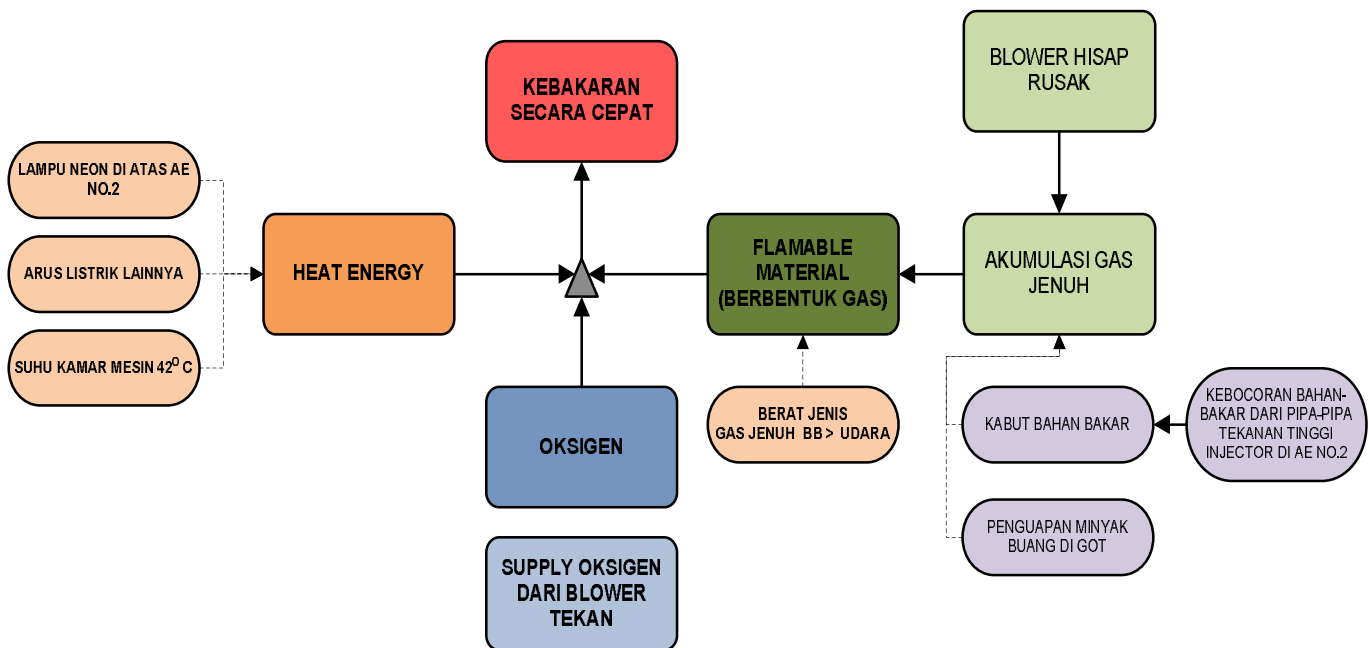 KEBAKARAN
SECARA CEPAT
BLOWER HISAP
RUSAK
LAMPU NEON DI ATAS AE
NO.2
ARUS LISTRIK LAINNYA
SUHU KAMAR MESIN 42⁰ C
HEAT ENERGY
FLAMABLE
MATERIAL
(BERBENTUK GAS)
AKUMULASI GAS
JENUH
OKSIGEN
BERAT JENIS
GAS JENUH BB > UDARA
KABUT BAHAN BAKAR
KEBOCORAN BAHAN-
BAKAR DARI PIPA-PIPA
TEKANAN TINGGI
INJECTOR DI AE NO.2
PENGUAPAN MINYAK
BUANG DI GOT
SUPPLY OKSIGEN
DARI BLOWER
TEKAN